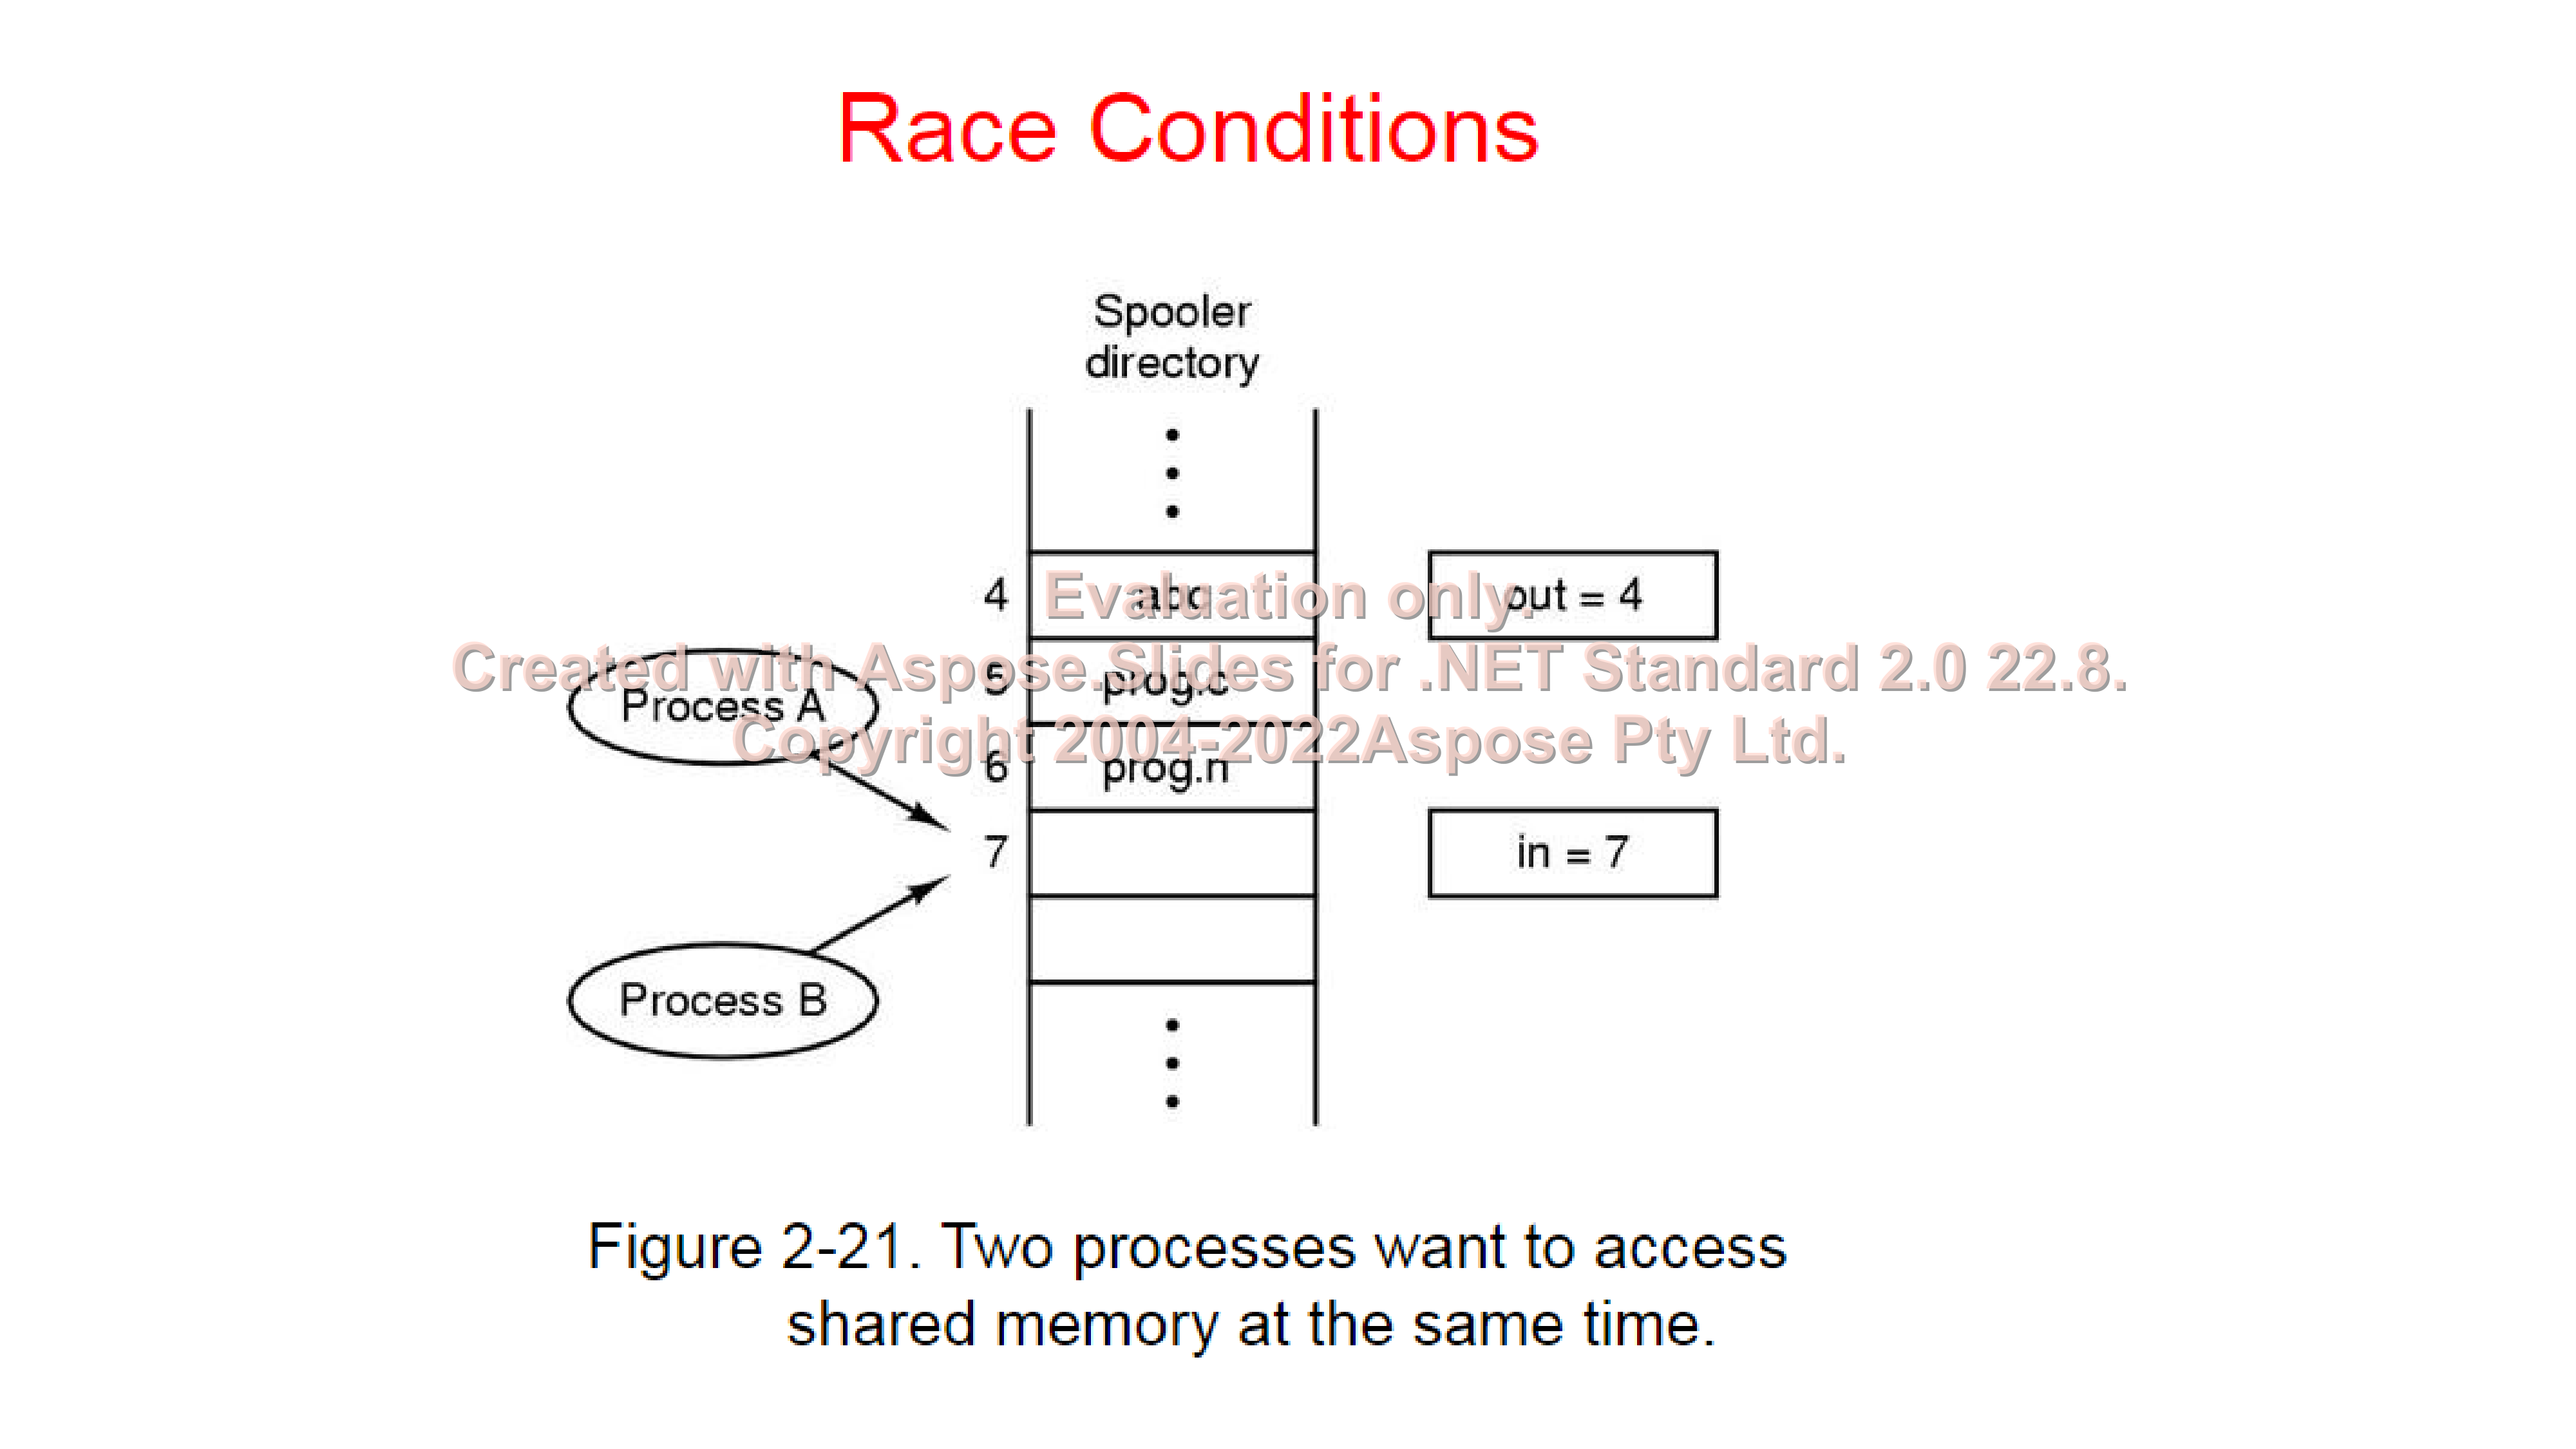 Race Conditions
Spooler
directory
4 abc out = 4
5 prog.c
6 prog.n
7 in = 7
Process A
Process B
Evaluation only.
Created with Aspose.Slides for .NET Standard 2.0 22.8.
Copyright 2004-2022Aspose Pty Ltd.
Figure 2-21. Two processes want to access
shared memory at the same time.